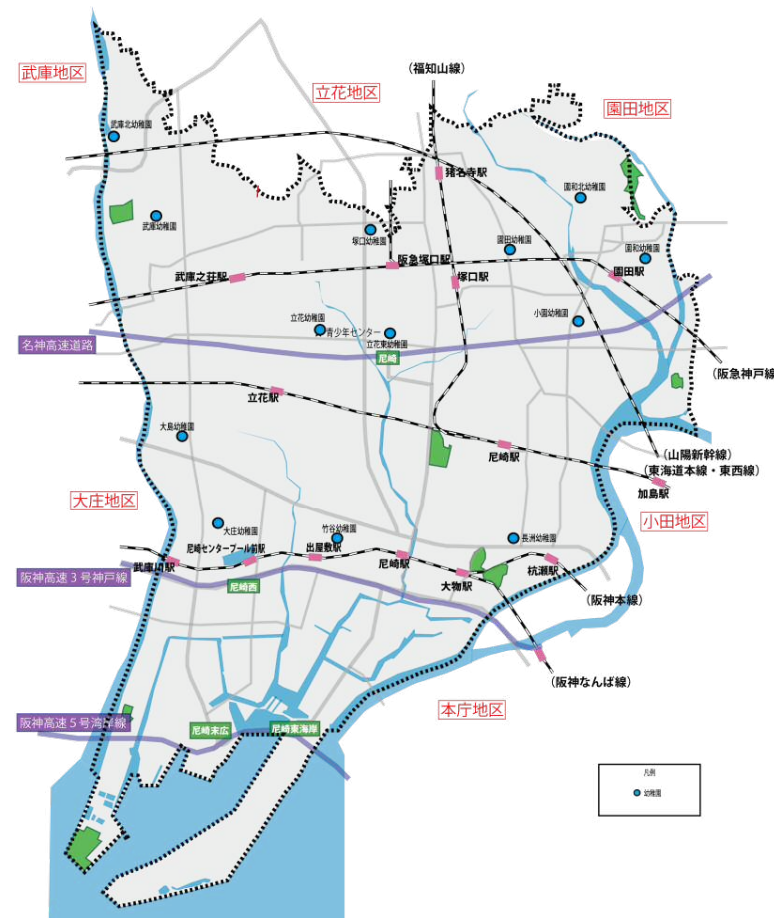 (福知山線)
武庫地区
立花地区
園田地区
武庫北幼稚園
猪名寺駅
園和北幼稚園
武庫幼稚園
塚口幼稚園
園田幼稚園
園和幼稚園
阪急塚口駅
武庫之荘駅
塚口駅
園田駅
小園幼稚園
立花幼稚園
青少年センター
立花東幼稚園
名神高速道路
尼崎
(阪急神戸線)
立花駅
大島幼稚園
尼崎駅
(山陽新幹線)
(東海道本線・東西線)
加島駅
大庄地区
小田地区
大庄幼稚園
竹谷幼稚園
長洲幼稚園
尼崎センタープール前駅
出屋敷駅
武庫川駅
尼崎駅
杭瀬駅
大物駅
阪神高速3号神戸線
尼崎西
(阪神本線)
(阪神なんば線)
本庁地区
阪神高速5号湾岸線
尼崎末広
尼崎東海岸
凡例
幼稚園